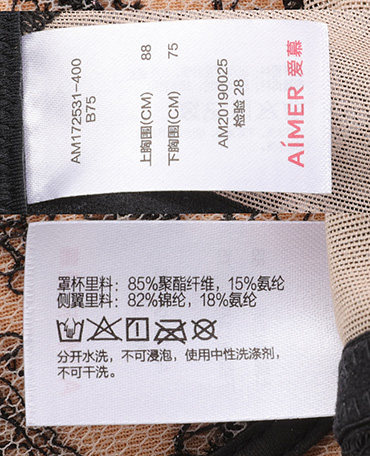 AM172531-400
B75
上胸围(CM) 88
下胸围(CM) 75
AM20190025
检验 28
AiMER 爱慕
罩杯里料：85%聚酯纤维，15%氨纶
侧翼里料：82%锦纶，18%氨纶
分开水洗，不可浸泡，使用中性洗涤剂，
不可干洗。